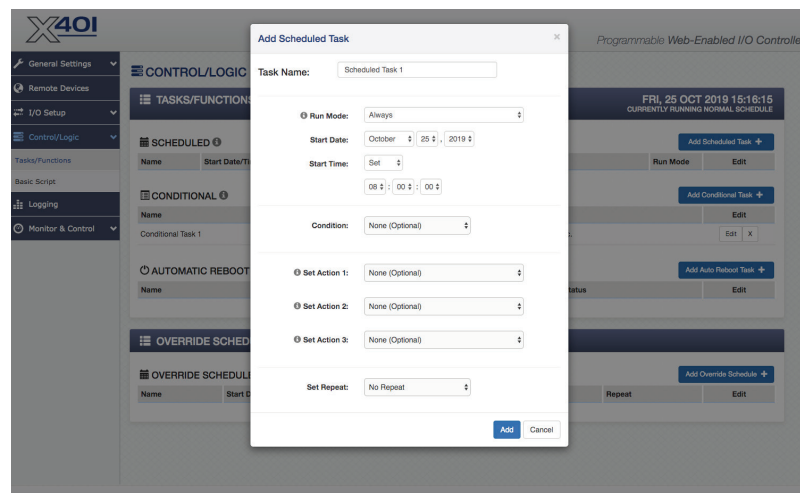 X401
Programmable Web-Enabled I/O Controlle
General Settings
Remote Devices
I/O Setup
Control/Logic
Tasks/Functions
Basic Script
Logging
Monitor & Control
CONTROL/LOGIC
TASKS/FUNCTIONS
FRI, 25 OCT 2019 15:16:15
CURRENTLY RUNNING NORMAL SCHEDULE
SCHEDULED
Add Scheduled Task +
Name Start Date/Ti Run Mode Edit
CONDITIONAL
Add Conditional Task +
Name Edit
Conditional Task 1 Edit X
AUTOMATIC REBOOT
Add Auto Reboot Task +
Name tatus Edit
OVERRIDE SCHED
OVERRIDE SCHEDUL
Add Override Schedule +
Name Start D Repeat Edit
Add Scheduled Task ×
Task Name: Scheduled Task 1
Run Mode: Always
Start Date: October 25 , 2019
Start Time: Set
08 : 00 : 00
Condition: None (Optional)
Set Action 1: None (Optional)
Set Action 2: None (Optional)
Set Action 3: None (Optional)
Set Repeat: No Repeat
Add Cancel